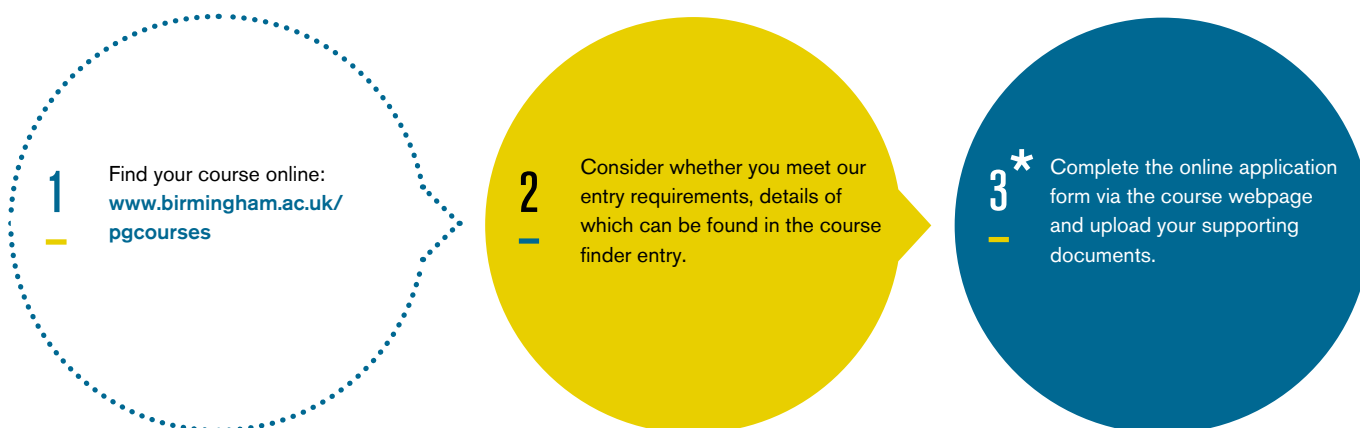 1
Find your course online:
www.birmingham.ac.uk/
pgcourses
2
Consider whether you meet our
entry requirements, details of
which can be found in the course
finder entry.
3*
Complete the online application
form via the course webpage
and upload your supporting
documents.